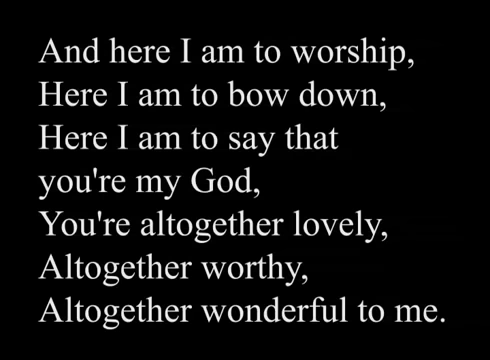 And here I am to worship,
Here I am to bow down,
Here I am to say that
you're my God,
You're altogether lovely,
Altogether worthy,
Altogether wonderful to me.